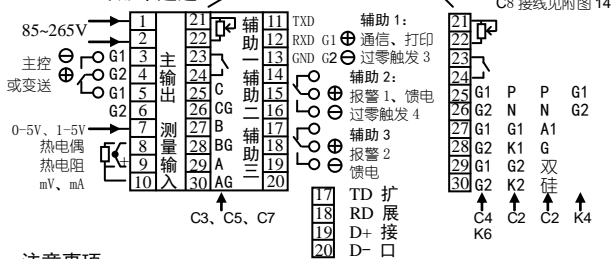 C8 接线见附图 14
85~265V 1 21 11 TXD 辅助 1: 21
2 22 12 RXD G1 通信、打印 22
主控 G1 3 23 13 GND G2 过零触发 3 23
或变送 G2 4 24 14 辅助 2: 24
G1 5 25 C 15 报警 1、馈电 25 G1 P P G1
G2 6 26 CG 16 过零触发 4 26 G2 N N G2
0-5V、1-5V 7 27 B 17 辅助 3 27 G1 G1 A1
热电偶 8 28 BG 18 报警 2 28 G2 K1 G
热电阻 9 29 A 19 馈电 29 G1 G2 双
mV、mA 10 30 AG 20 30 G2 K2 硅
主输出
测量输入
辅助一辅助二辅助三
C3、C5、C7
17 TD 扩
18 RD 展
19 D+ 接
20 D- 口
C4 C2 C2 K4
K6
注意事项